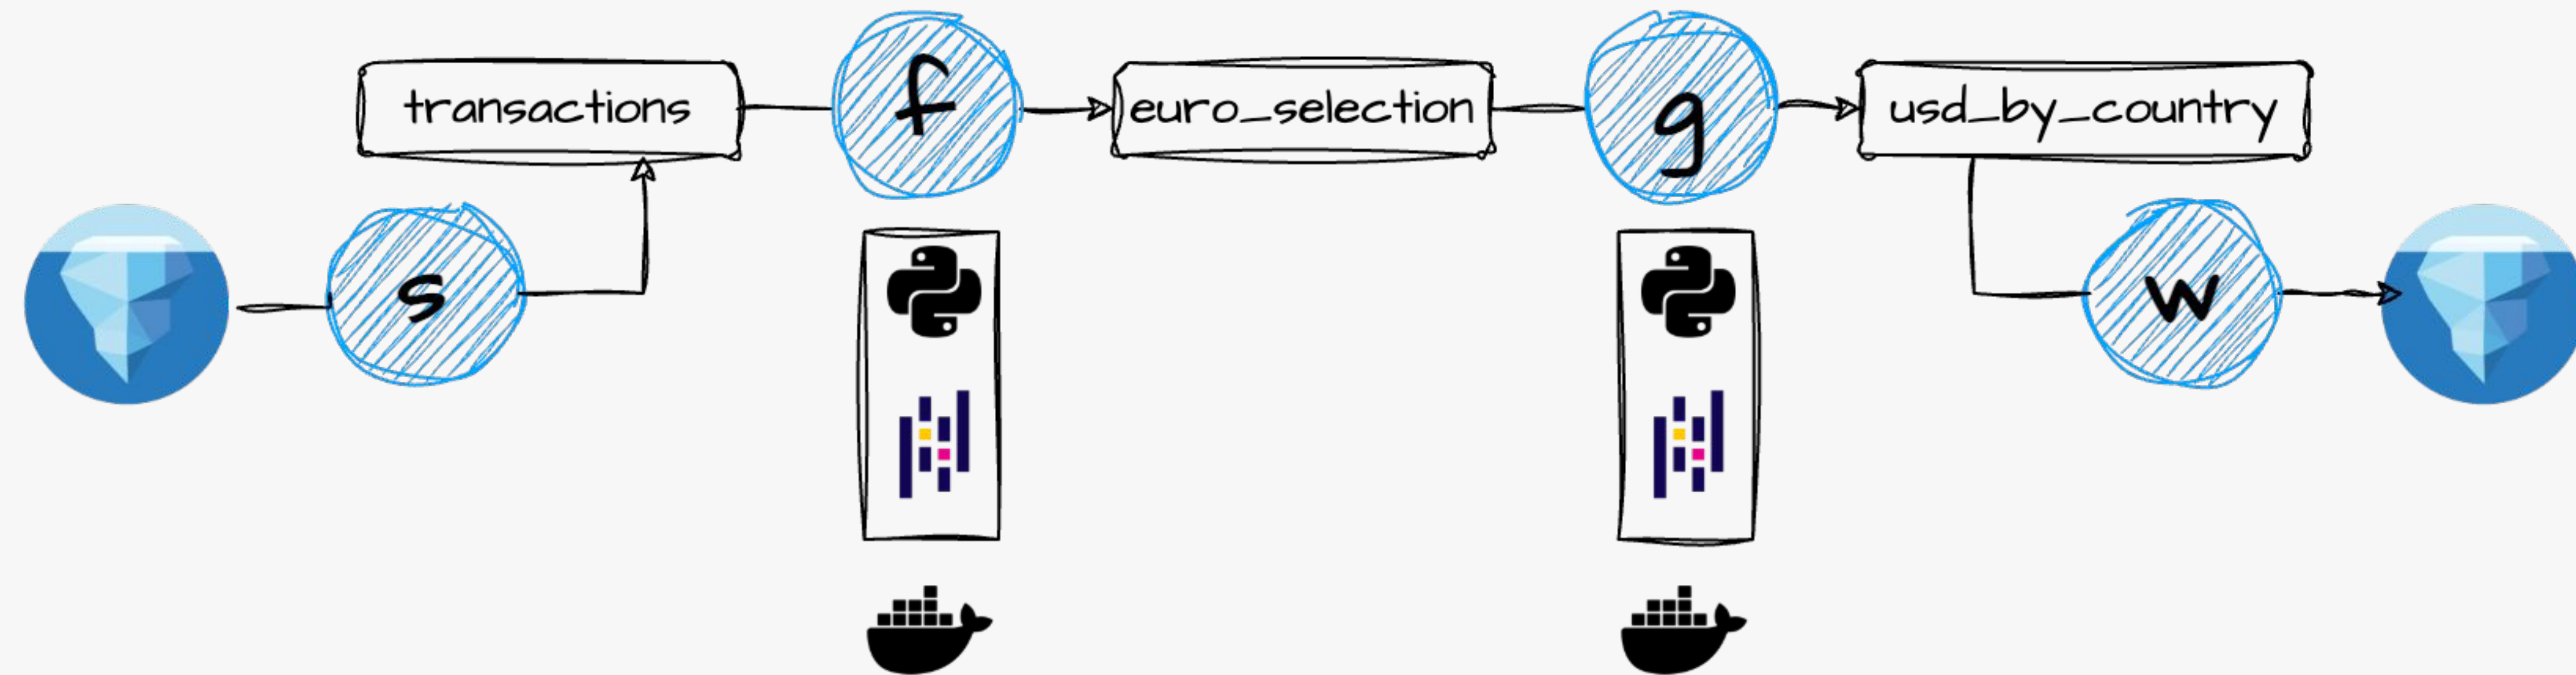 transactions
f
euro_selection
g
usd_by_country
s
w